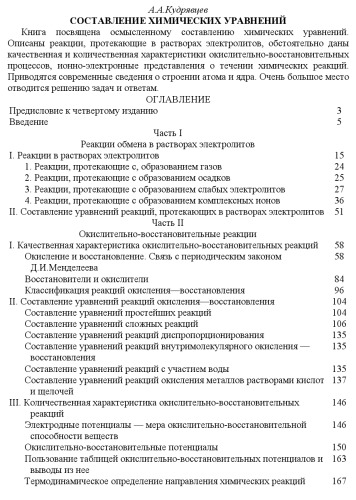 А.А.Кудрявцев
СОСТАВЛЕНИЕ ХИМИЧЕСКИХ УРАВНЕНИЙ
Книга посвящена осмысленному составлению химических уравнений.
Описаны реакции, протекающие в растворах электролитов, обстоятельно даны
качественная и количественная характеристики окислительно-восстановительных
процессов, ионно-электронные представления о течении химических реакций.
Приводятся современные сведения о строении атома и ядра. Очень большое место
отводится решению задач и ответам.
ОГЛАВЛЕНИЕ
Предисловие к четвертому изданию 3
Введение 5
Часть I
Реакции обмена в растворах электролитов
I. Реакции в растворах электролитов 15
1. Реакции, протекающие с, образованием газов 24
2. Реакции, протекающие с образованием осадков 25
3. Реакции, протекающие с образованием слабых электролитов 27
4. Реакции, протекающие с образованием комплексных ионов 36
II. Составление уравнений реакций, протекающих в растворах электролитов 51
Часть II
Окислительно-восстановительные реакции
I. Качественная характеристика окислительно-восстановительных реакций 58
Окисление и восстановление. Связь с периодическим законом 58
Д.И.Менделеева
Восстановители и окислители 84
Классификация реакций окисления—восстановления 96
II. Составление уравнений реакций окисления—восстановления 104
Составление уравнений простейших реакций 104
Составление уравнений сложных реакций 106
Составление уравнений реакций диспропорционирования 135
Составление уравнений реакций внутримолекулярного окисления — 135
восстановления
Составление уравнений реакций с участием воды 135
Составление уравнений реакций окисления металлов растворами кислот 137
и щелочей
III. Количественная характеристика окислительно-восстановительных 146
реакций
Электродные потенциалы — мера окислительно-восстановительной 146
способности веществ
Окислительно-восстановительные потенциалы 150
Пользование таблицей окислительно-восстановительных потенциалов и 163
выводы из нее
Термодинамическое определение направления химических реакций 167